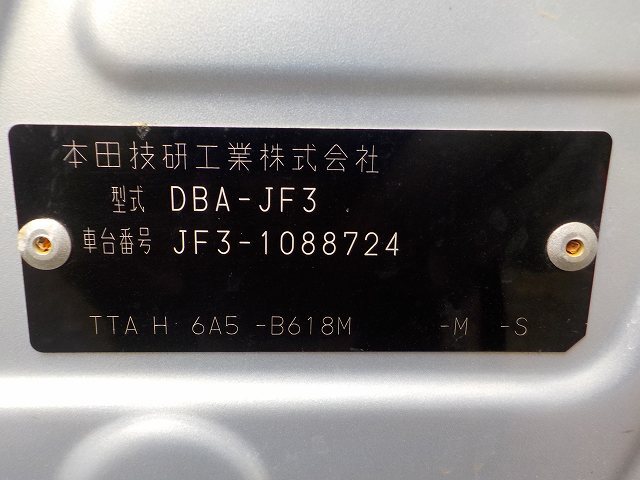 本田技研工業株式会社
型式 DBA-JF3
車台番号 JF3-1088724
TTA H 6A5 -B618M -M -S